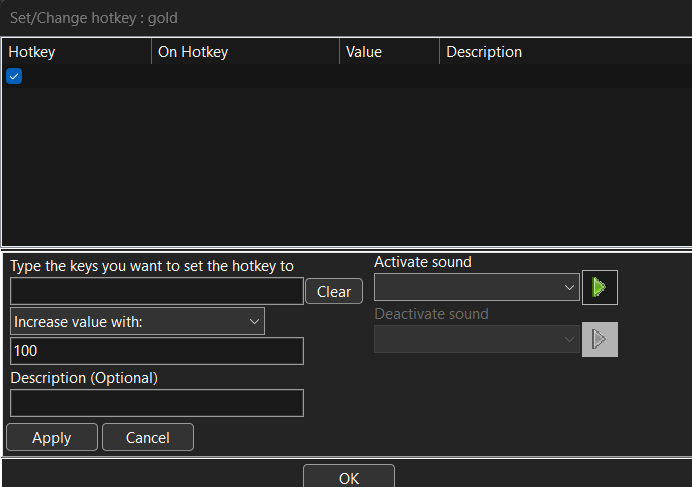 Set/Change hotkey : gold
Hotkey On Hotkey Value Description
Type the keys you want to set the hotkey to
Clear
Increase value with:
100
Description (Optional)
Apply Cancel
Activate sound
Deactivate sound
OK